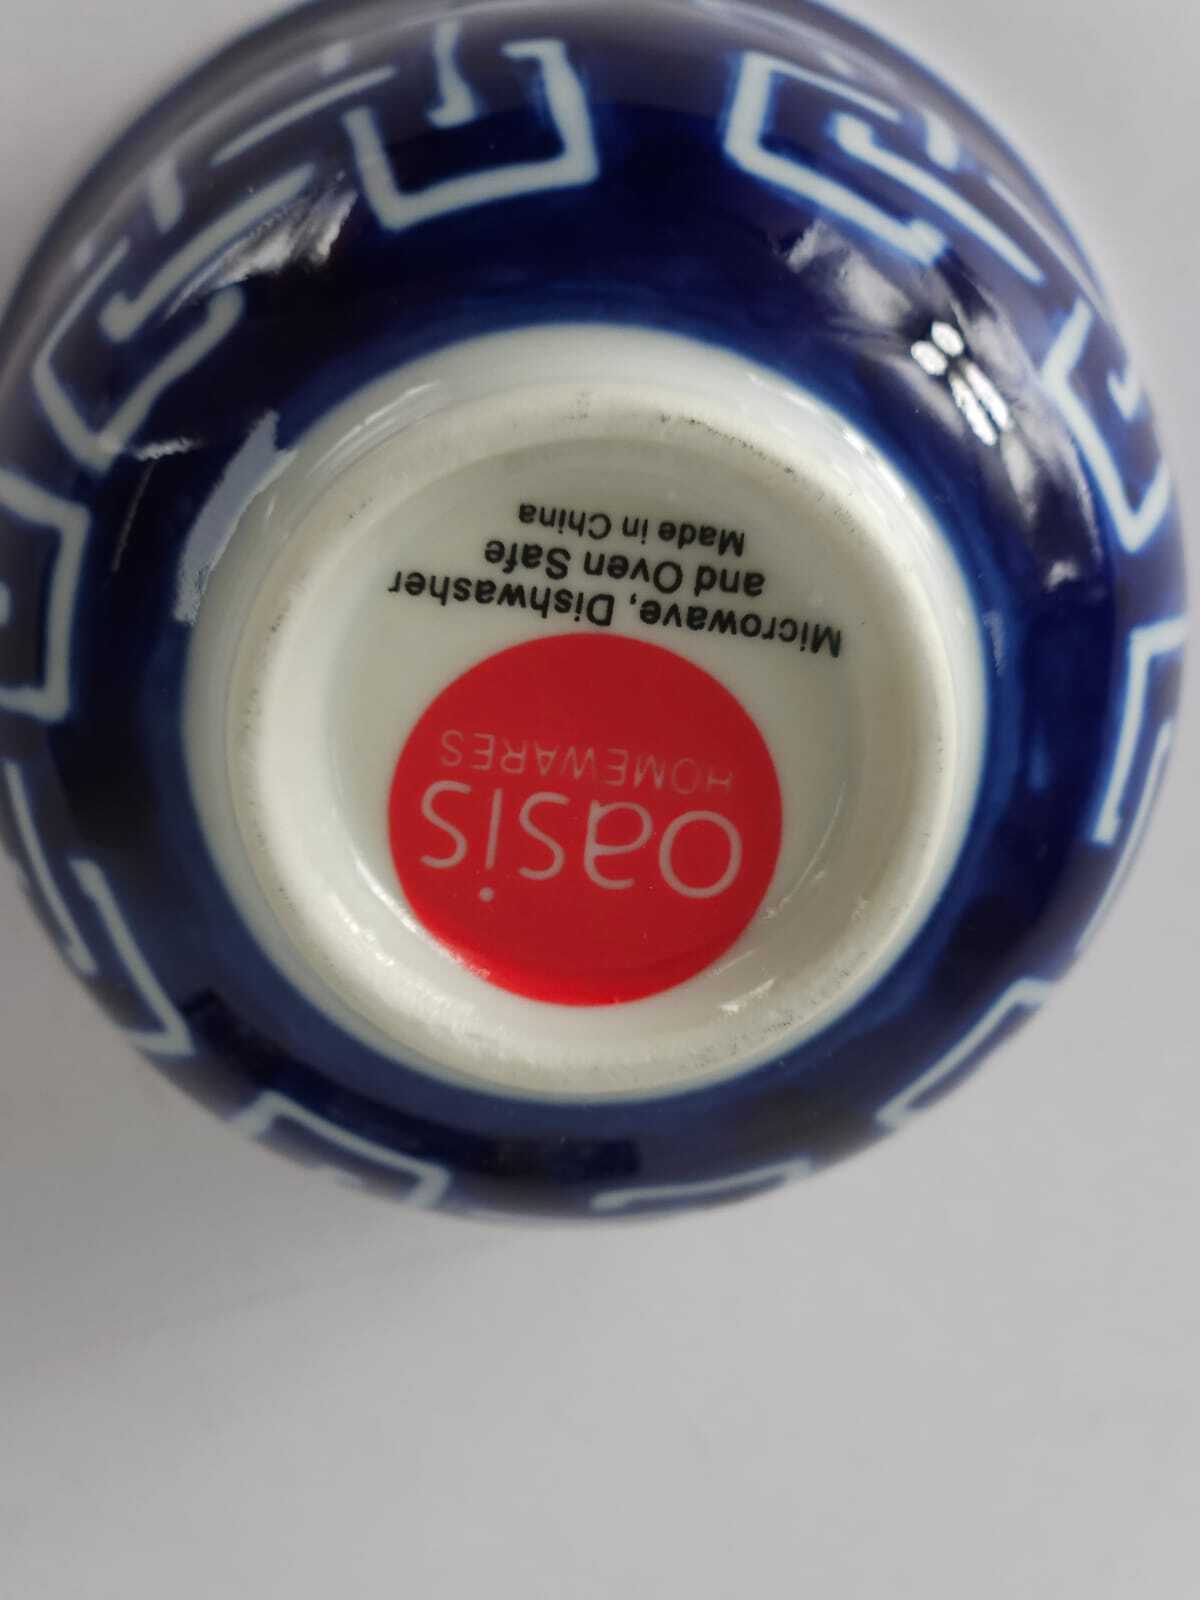 oasis
HOMEWARES
Microwave, Dishwasher
and Oven Safe
Made in China